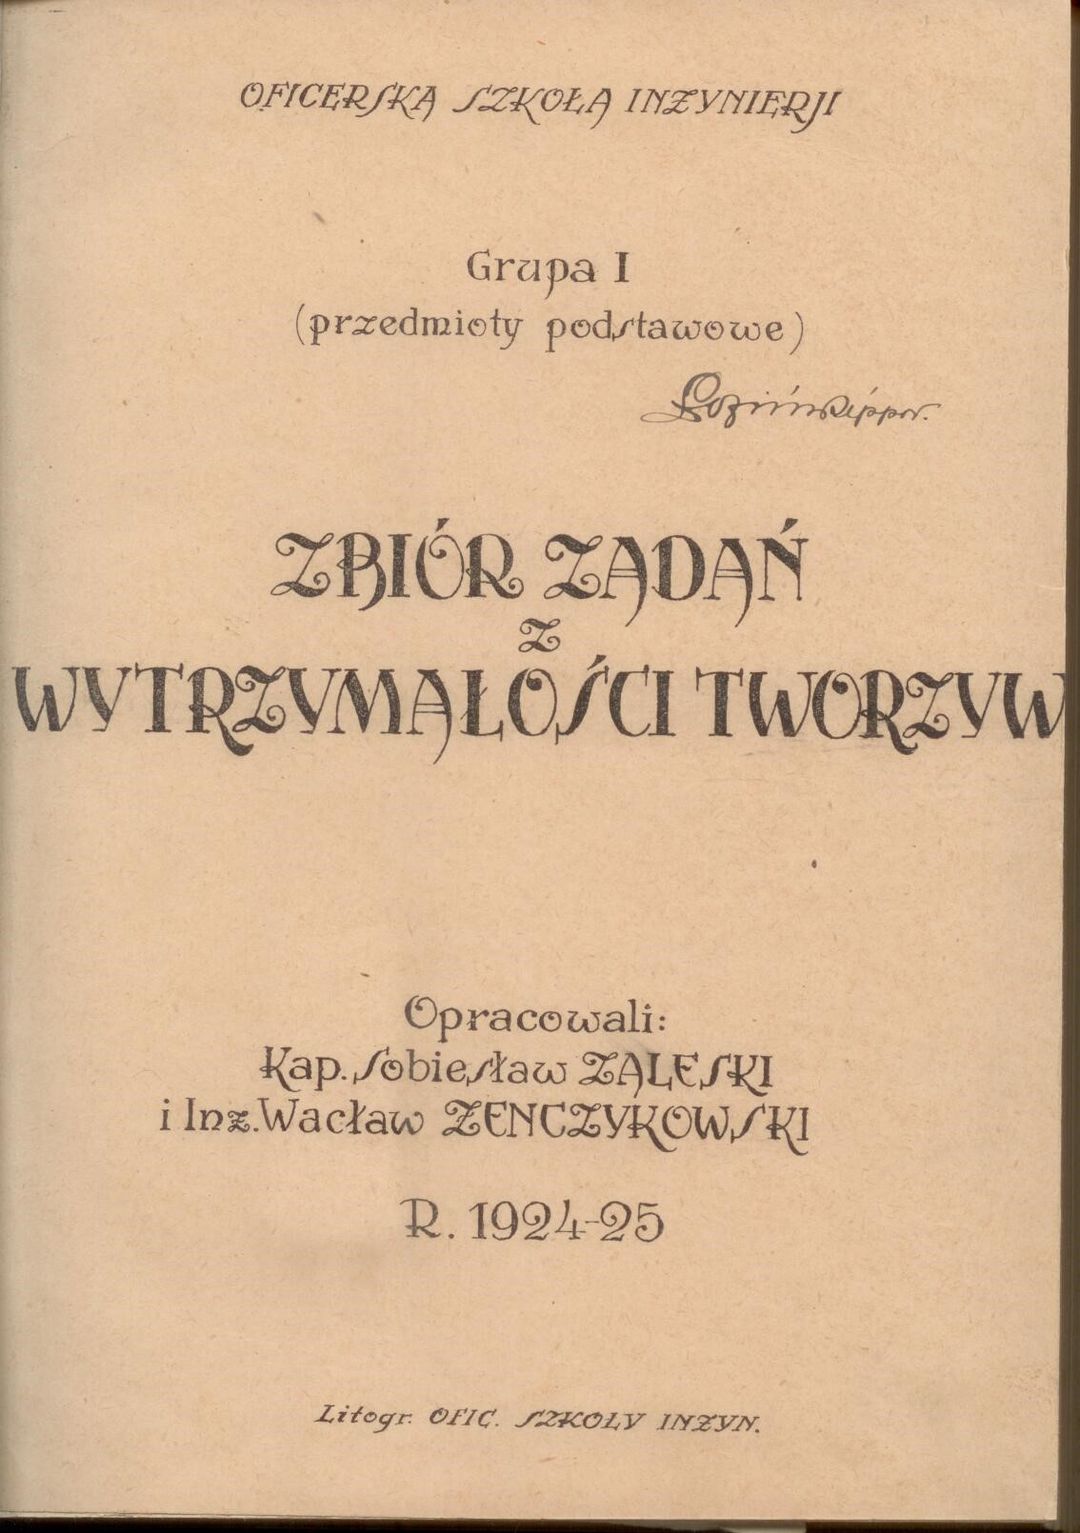 OFICERSKA SZKOŁA INŻYNIERJI
Grupa I
(przedmioty podstawowe)
ZBIÓR ZADAŃ
Z
WYTRZYMAŁOŚCI TWORZYW
Opracowali:
Kap. Sobiesław ZALESKI
i Inż. Wacław ŻENCZYKOWSKI
R. 1924-25
Litogr. OFIC. SZKOŁY INŻYN.